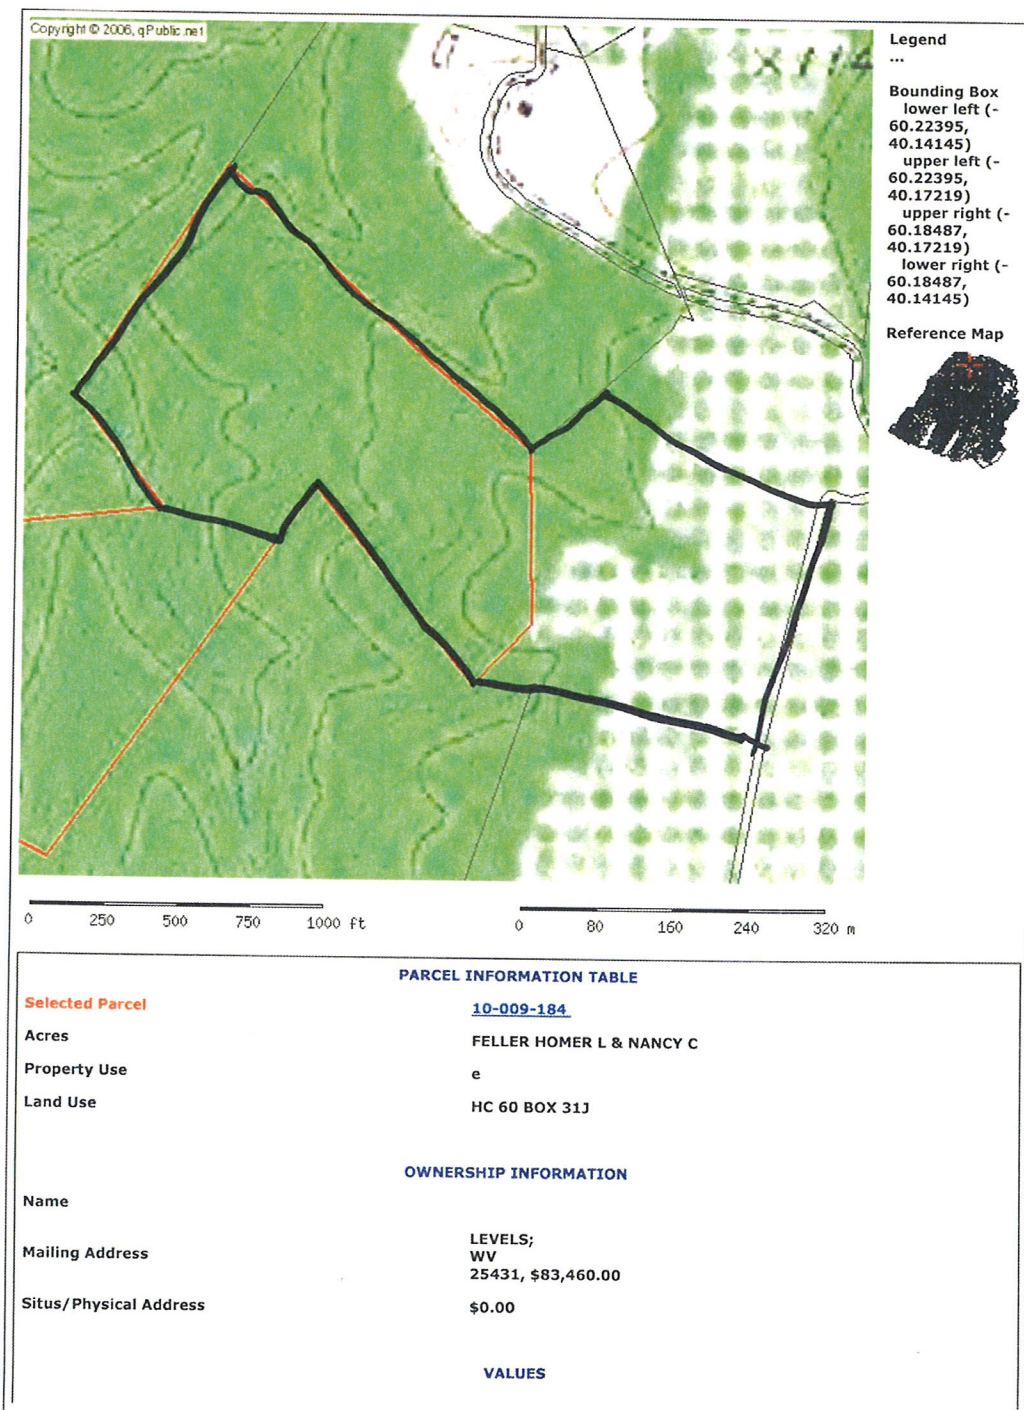 Copyright © 2006, qPublic.net
Legend
...
Bounding Box
lower left (-
60.22395,
40.14145)
upper left (-
60.22395,
40.17219)
upper right (-
60.18487,
40.17219)
lower right (-
60.18487,
40.14145)
Reference Map
0 250 500 750 1000 ft
0 80 160 240 320 m
PARCEL INFORMATION TABLE
Selected Parcel 10-009-184
Acres FELLER HOMER L & NANCY C
Property Use e
Land Use HC 60 BOX 31J
OWNERSHIP INFORMATION
Name
Mailing Address LEVELS;
WV
25431, $83,460.00
Situs/Physical Address $0.00
VALUES